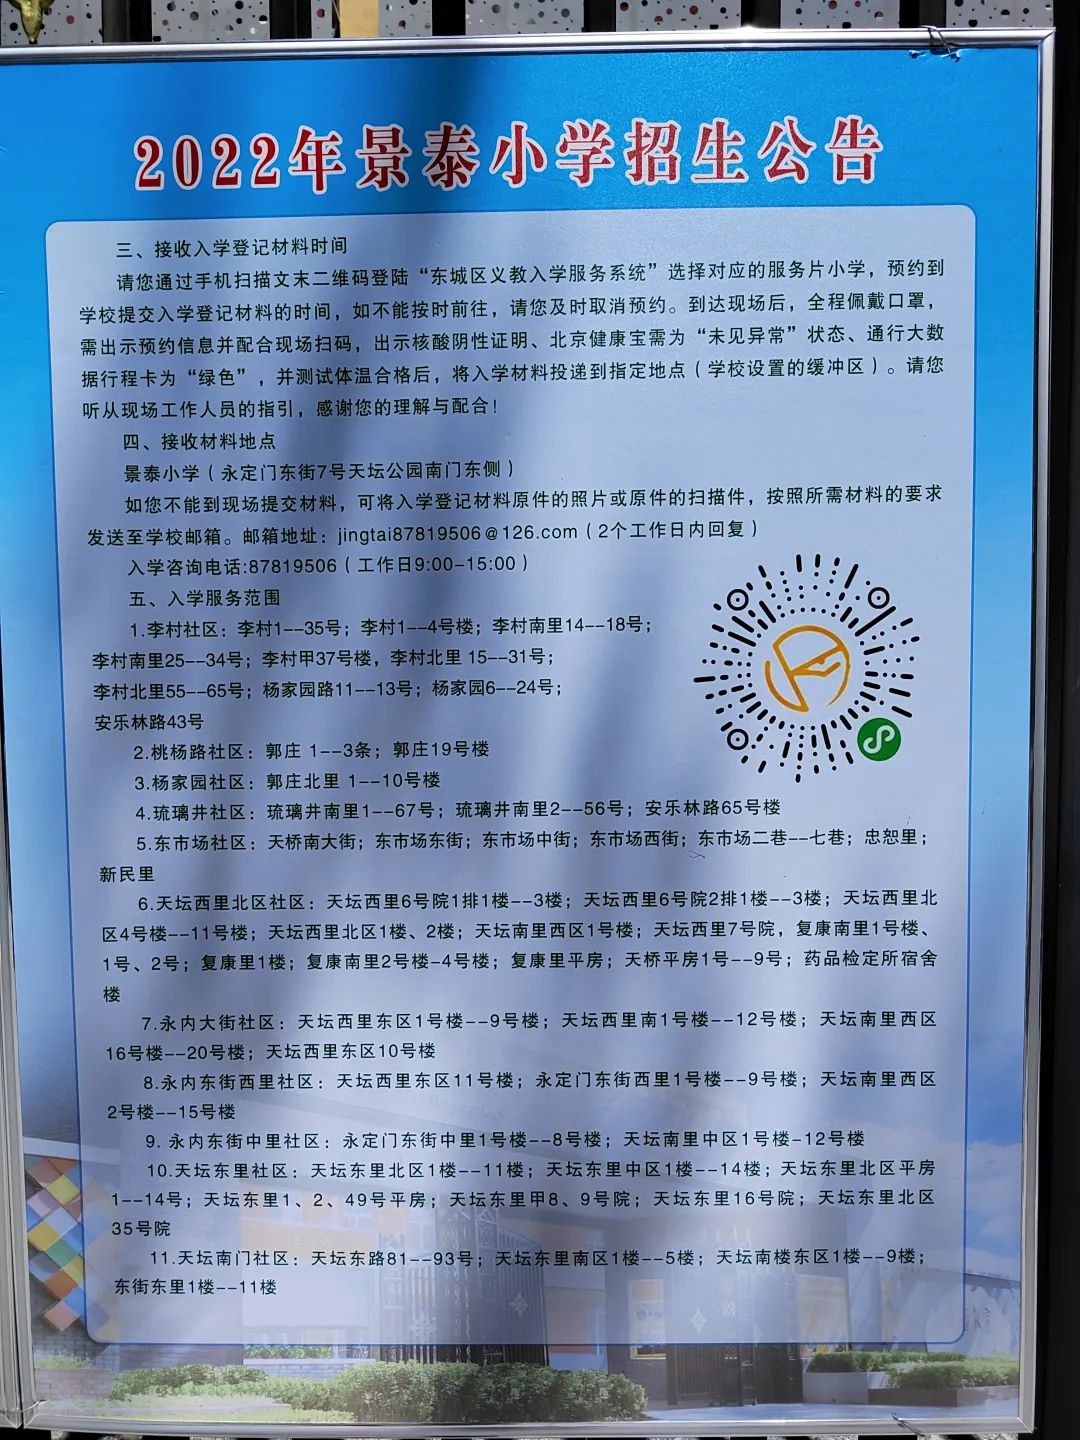 2022年景泰小学招生公告
三、接收入学登记材料时间
请您通过手机扫描文末二维码登陆“东城区义教入学服务系统”选择对应的服务片小学，预约到
学校提交入学登记材料的时间，如不能按时前往，请您及时取消预约。到达现场后，全程佩戴口罩，
需出示预约信息并配合现场扫码，出示核酸阴性证明、北京健康宝需为“未见异常”状态、通行大数
据行程卡为“绿色”，并测试体温合格后，将入学材料投递到指定地点（学校设置的缓冲区）。请您
听从现场工作人员的指引，感谢您的理解与配合！
四、接收材料地点
景泰小学（永定门东街7号天坛公园南门东侧）
如您不能到现场提交材料，可将入学登记材料原件的照片或原件的扫描件，按照所需材料的要求
发送至学校邮箱。邮箱地址：jingtai87819506@126.com（2个工作日内回复）
入学咨询电话:87819506（工作日9:00-15:00）
五、入学服务范围
1.李村社区：李村1--35号；李村1--4号楼；李村南里14--18号；
李村南里25--34号；李村甲37号楼，李村北里 15--31号；
李村北里55--65号；杨家园路11--13号；杨家园6--24号；
安乐林路43号
2.桃杨路社区：郭庄 1--3条；郭庄19号楼
3.杨家园社区：郭庄北里 1--10号楼
4.琉璃井社区：琉璃井南里1--67号；琉璃井南里2--56号；安乐林路65号楼
5.东市场社区：天桥南大街；东市场东街；东市场中街；东市场西街；东市场二巷--七巷；忠恕里；
新民里
6.天坛西里北区社区：天坛西里6号院1排1楼--3楼；天坛西里6号院2排1楼--3楼；天坛西里北
区4号楼--11号楼；天坛西里北区1楼、2楼；天坛南里西区1号楼；天坛西里7号院，复康南里1号楼、
1号、2号；复康里1楼；复康南里2号楼-4号楼；复康里平房；天桥平房1号--9号；药品检定所宿舍
楼
7.永内大街社区：天坛西里东区1号楼--9号楼；天坛西里南1号楼--12号楼；天坛南里西区
16号楼--20号楼；天坛西里东区10号楼
8.永内东街西里社区：天坛西里东区11号楼；永定门东街西里1号楼--9号楼；天坛南里西区
2号楼--15号楼
9. 永内东街中里社区：永定门东街中里1号楼--8号楼；天坛南里中区1号楼-12号楼
10.天坛东里社区：天坛东里北区1楼--11楼；天坛东里中区1楼--14楼；天坛东里北区平房
1--14号；天坛东里1、2、49号平房；天坛东里甲8、9号院；天坛东里16号院；天坛东里北区
35号院
11.天坛南门社区：天坛东路81--93号；天坛东里南区1楼--5楼；天坛南楼东区1楼--9楼；
东街东里1楼--11楼